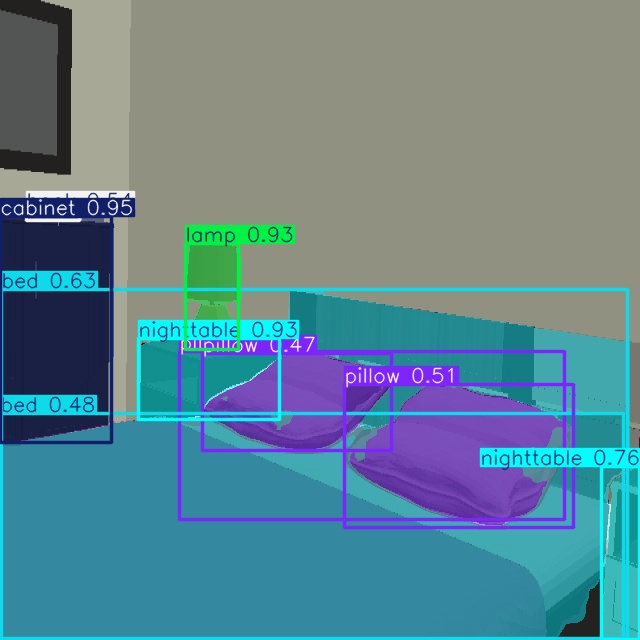 cabinet 0.95
lamp 0.93
bed 0.63
nighttable 0.93
pillow 0.47
pillow 0.51
bed 0.48
nighttable 0.76